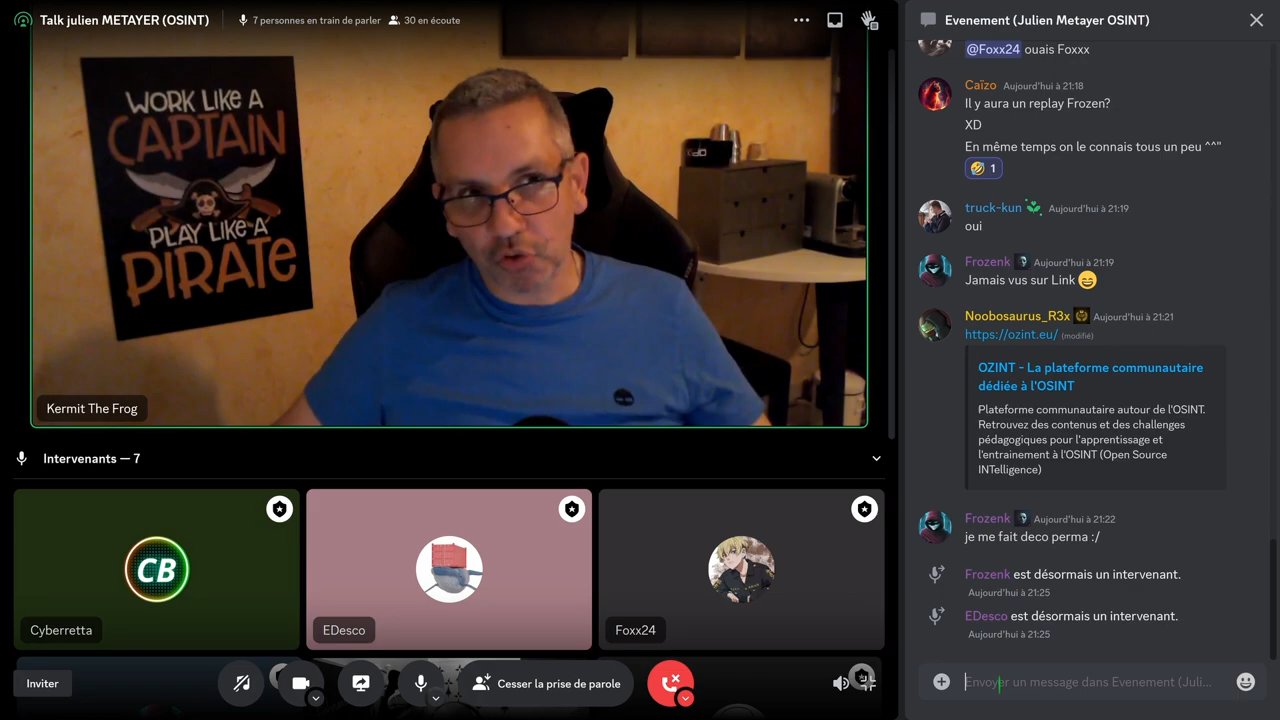 Talk julien METAYER (OSINT)
7 personnes en train de parler
30 en écoute
WORK LIKE A
CAPTAIN
PLAY LIKE A
PIRATE
Kermit The Frog
Intervenants — 7
Cyberretta
CB
EDesco
Foxx24
Inviter
Cesser la prise de parole
Evenement (Julien Metayer OSINT)
@Foxx24 ouais Foxxx
Caïzo Aujourd'hui à 21:18
Il y aura un replay Frozen?
XD
En même temps on le connais tous un peu ^^"
🤣 1
truck-kun Aujourd'hui à 21:19
oui
Frozenk Aujourd'hui à 21:19
Jamais vus sur Link 😄
Noobosaurus_R3x Aujourd'hui à 21:21
https://ozint.eu/ (modifié)
OZINT - La plateforme communautaire
dédiée à l'OSINT
Plateforme communautaire autour de l'OSINT.
Retrouvez des contenus et des challenges
pédagogiques pour l'apprentissage et
l'entrainement à l'OSINT (Open Source
INTelligence)
Frozenk Aujourd'hui à 21:22
je me fait deco perma :/
Frozenk est désormais un intervenant.
Aujourd'hui à 21:25
EDesco est désormais un intervenant.
Aujourd'hui à 21:25
Envoyer un message dans Evenement (Juli...